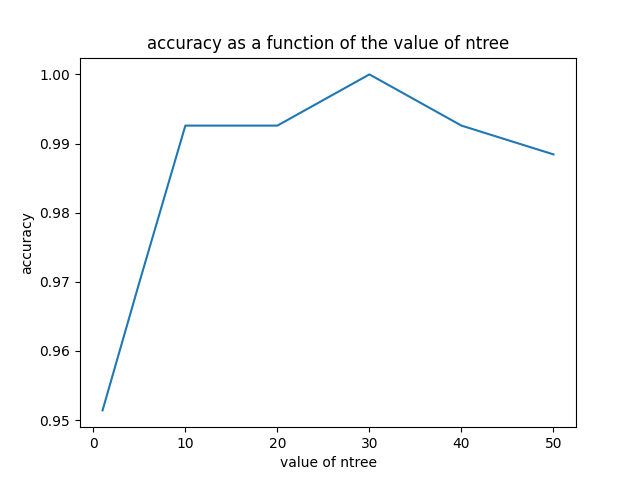 accuracy as a function of the value of ntree
1.00
0.99
0.98
0.97
0.96
0.95
accuracy
0 10 20 30 40 50
value of ntree